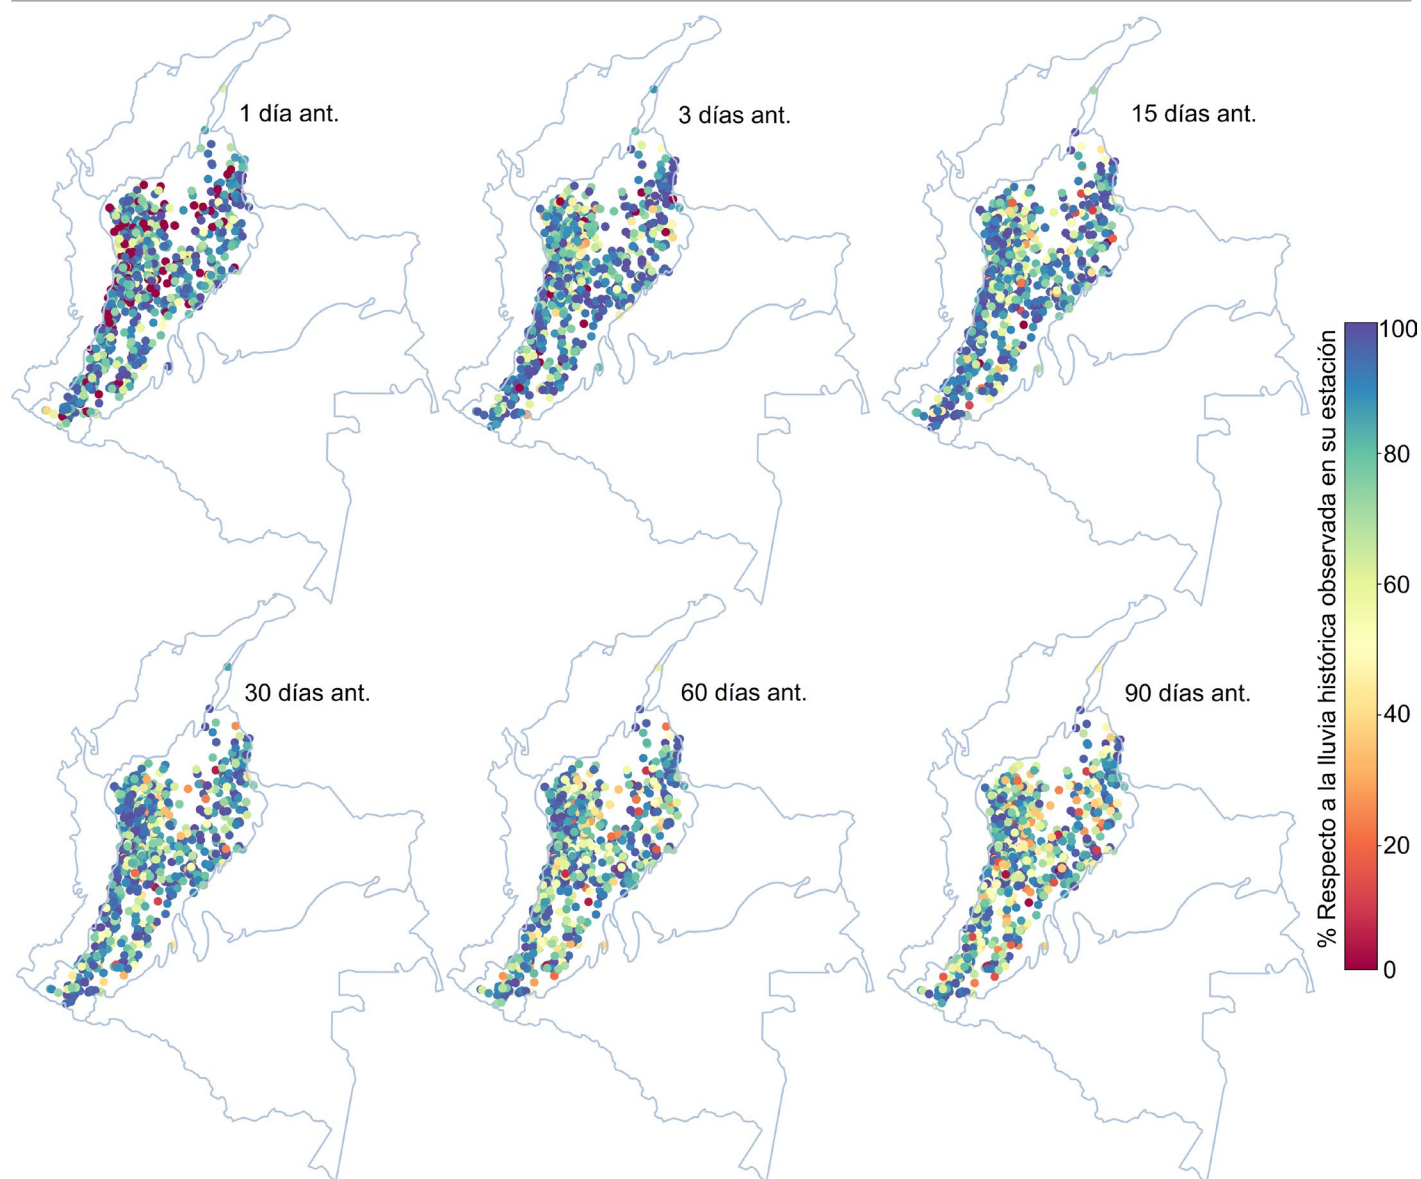 1 día ant.
3 días ant.
15 días ant.
30 días ant.
60 días ant.
90 días ant.
% Respecto a la lluvia histórica observada en su estación
100
80
60
40
20
0